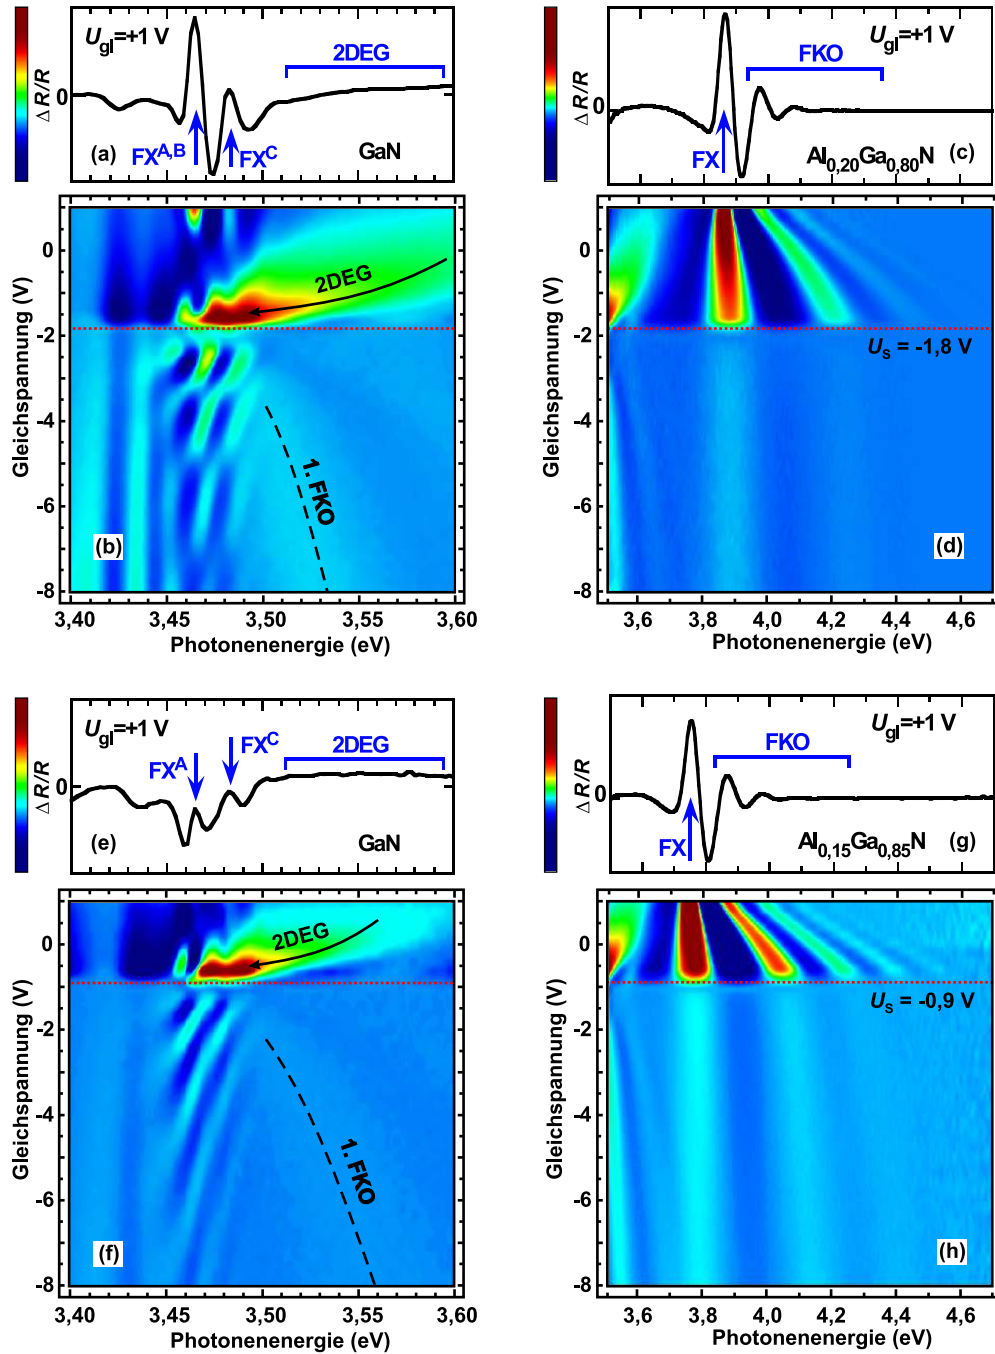 U_gl=+1 V
2DEG
ΔR/R
0
(a)
FX^A,B
FX^C
GaN
U_gl=+1 V
FKO
ΔR/R
0
FX
Al_0,20Ga_0,80N
(c)
Gleichspannung (V)
0
-2
-4
-6
-8
2DEG
1. FKO
(b)
3,40
3,45
3,50
3,55
3,60
Photonenenergie (eV)
Gleichspannung (V)
0
-2
-4
-6
-8
U_S = -1,8 V
(d)
3,6
3,8
4,0
4,2
4,4
4,6
Photonenenergie (eV)
U_gl=+1 V
FX^C
2DEG
FX^A
ΔR/R
0
(e)
GaN
U_gl=+1 V
FKO
ΔR/R
0
FX
Al_0,15Ga_0,85N
(g)
Gleichspannung (V)
0
-2
-4
-6
-8
2DEG
1. FKO
(f)
3,40
3,45
3,50
3,55
3,60
Photonenenergie (eV)
Gleichspannung (V)
0
-2
-4
-6
-8
U_S = -0,9 V
(h)
3,6
3,8
4,0
4,2
4,4
4,6
Photonenenergie (eV)